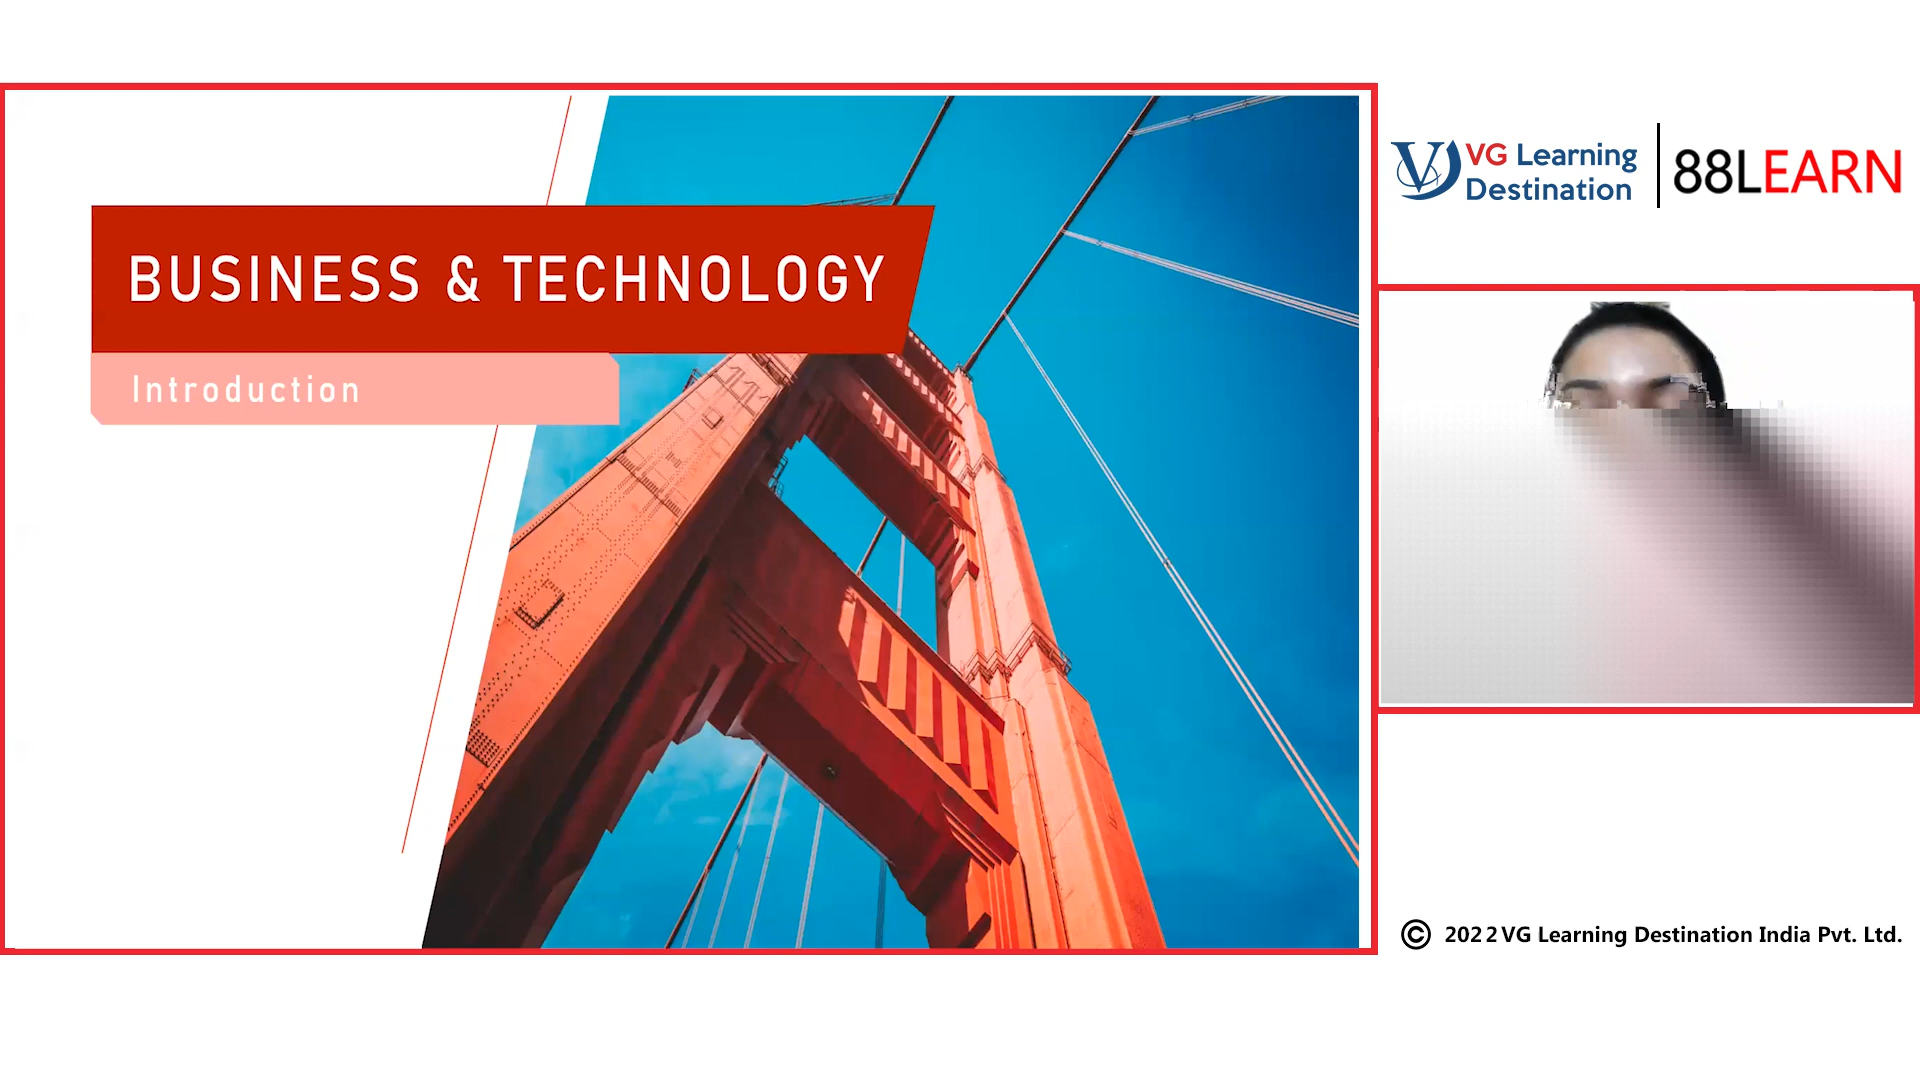 BUSINESS & TECHNOLOGY
Introduction
VG Learning
Destination
88LEARN
© 2022 VG Learning Destination India Pvt. Ltd.